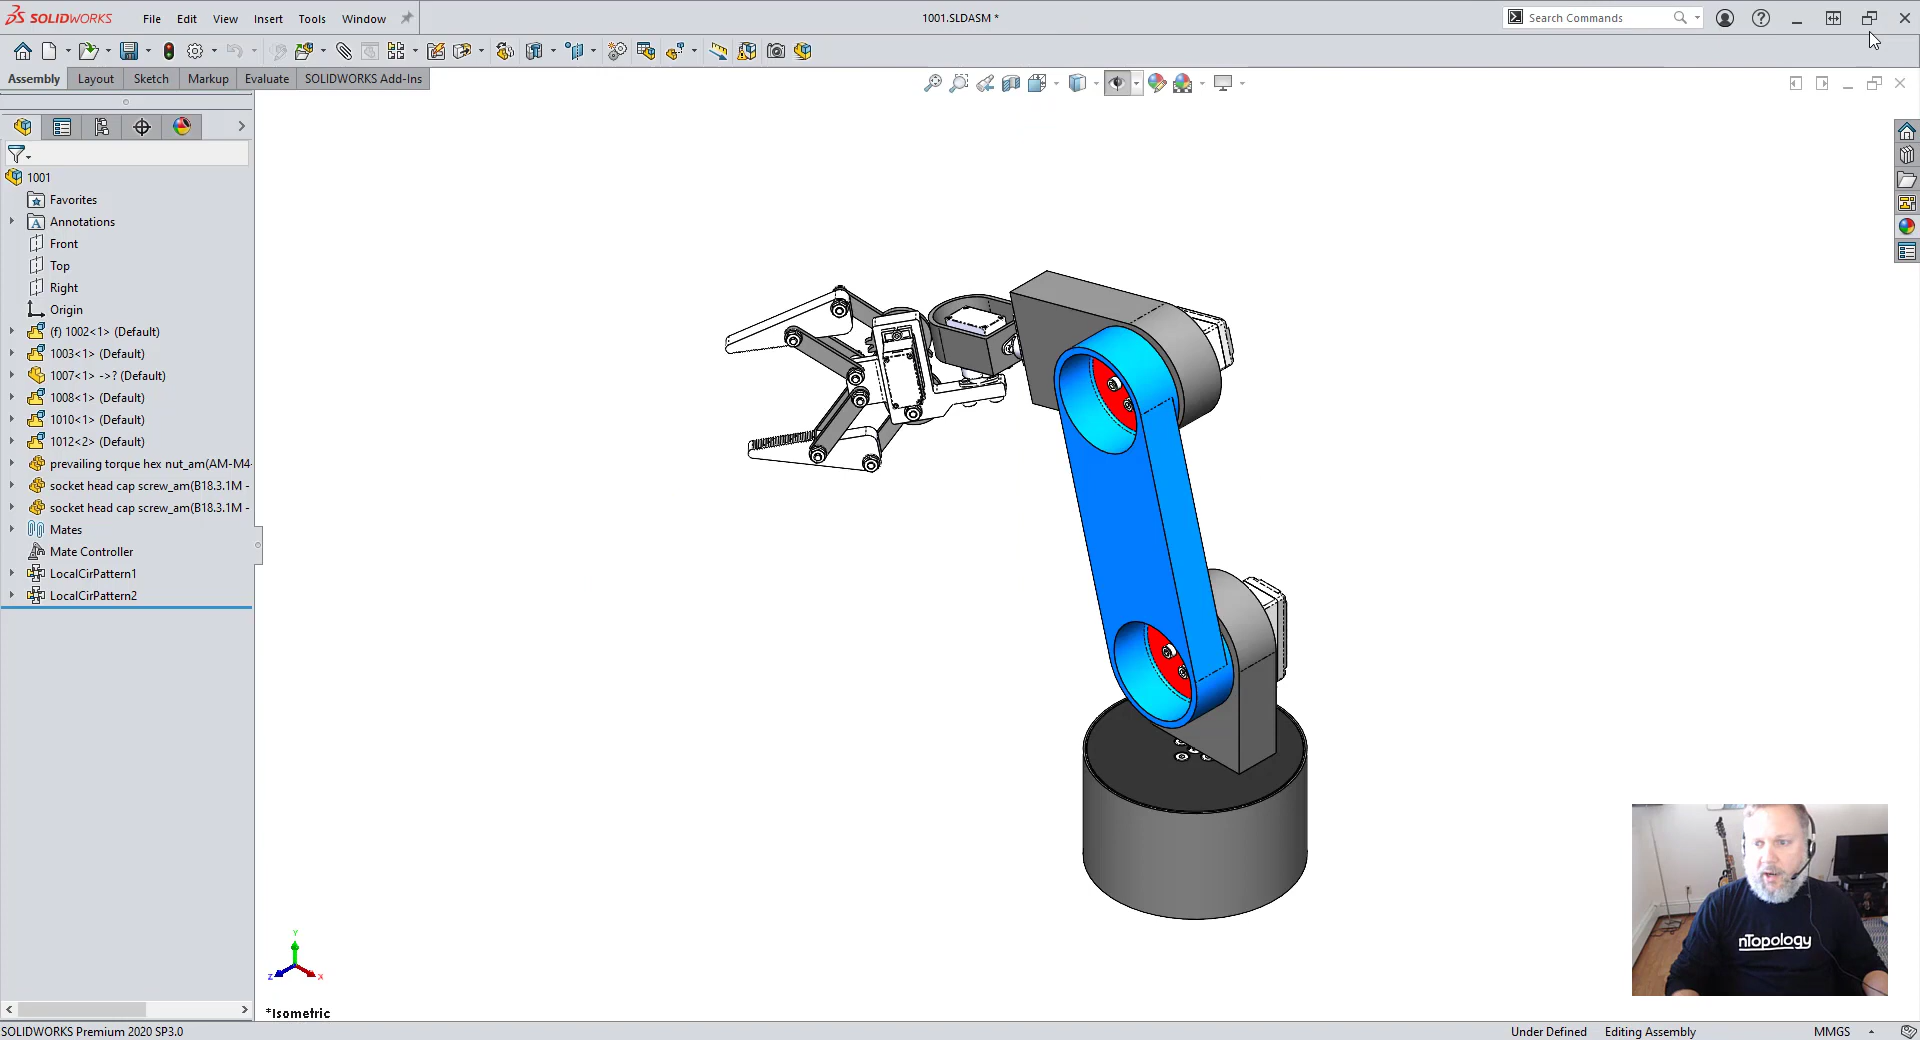 SOLIDWORKS File Edit View Insert Tools Window 1001.SLDASM * Search Commands
Assembly Layout Sketch Markup Evaluate SOLIDWORKS Add-Ins
1001
Favorites
Annotations
Front
Top
Right
Origin
(f) 1002<1> (Default)
1003<1> (Default)
1007<1> ->? (Default)
1008<1> (Default)
1010<1> (Default)
1012<2> (Default)
prevailing torque hex nut_am(AM-M4-
socket head cap screw_am(B18.3.1M -
socket head cap screw_am(B18.3.1M -
Mates
Mate Controller
LocalCirPattern1
LocalCirPattern2
nTopology
Y
Z X
*Isometric
SOLIDWORKS Premium 2020 SP3.0 Under Defined Editing Assembly MMGS